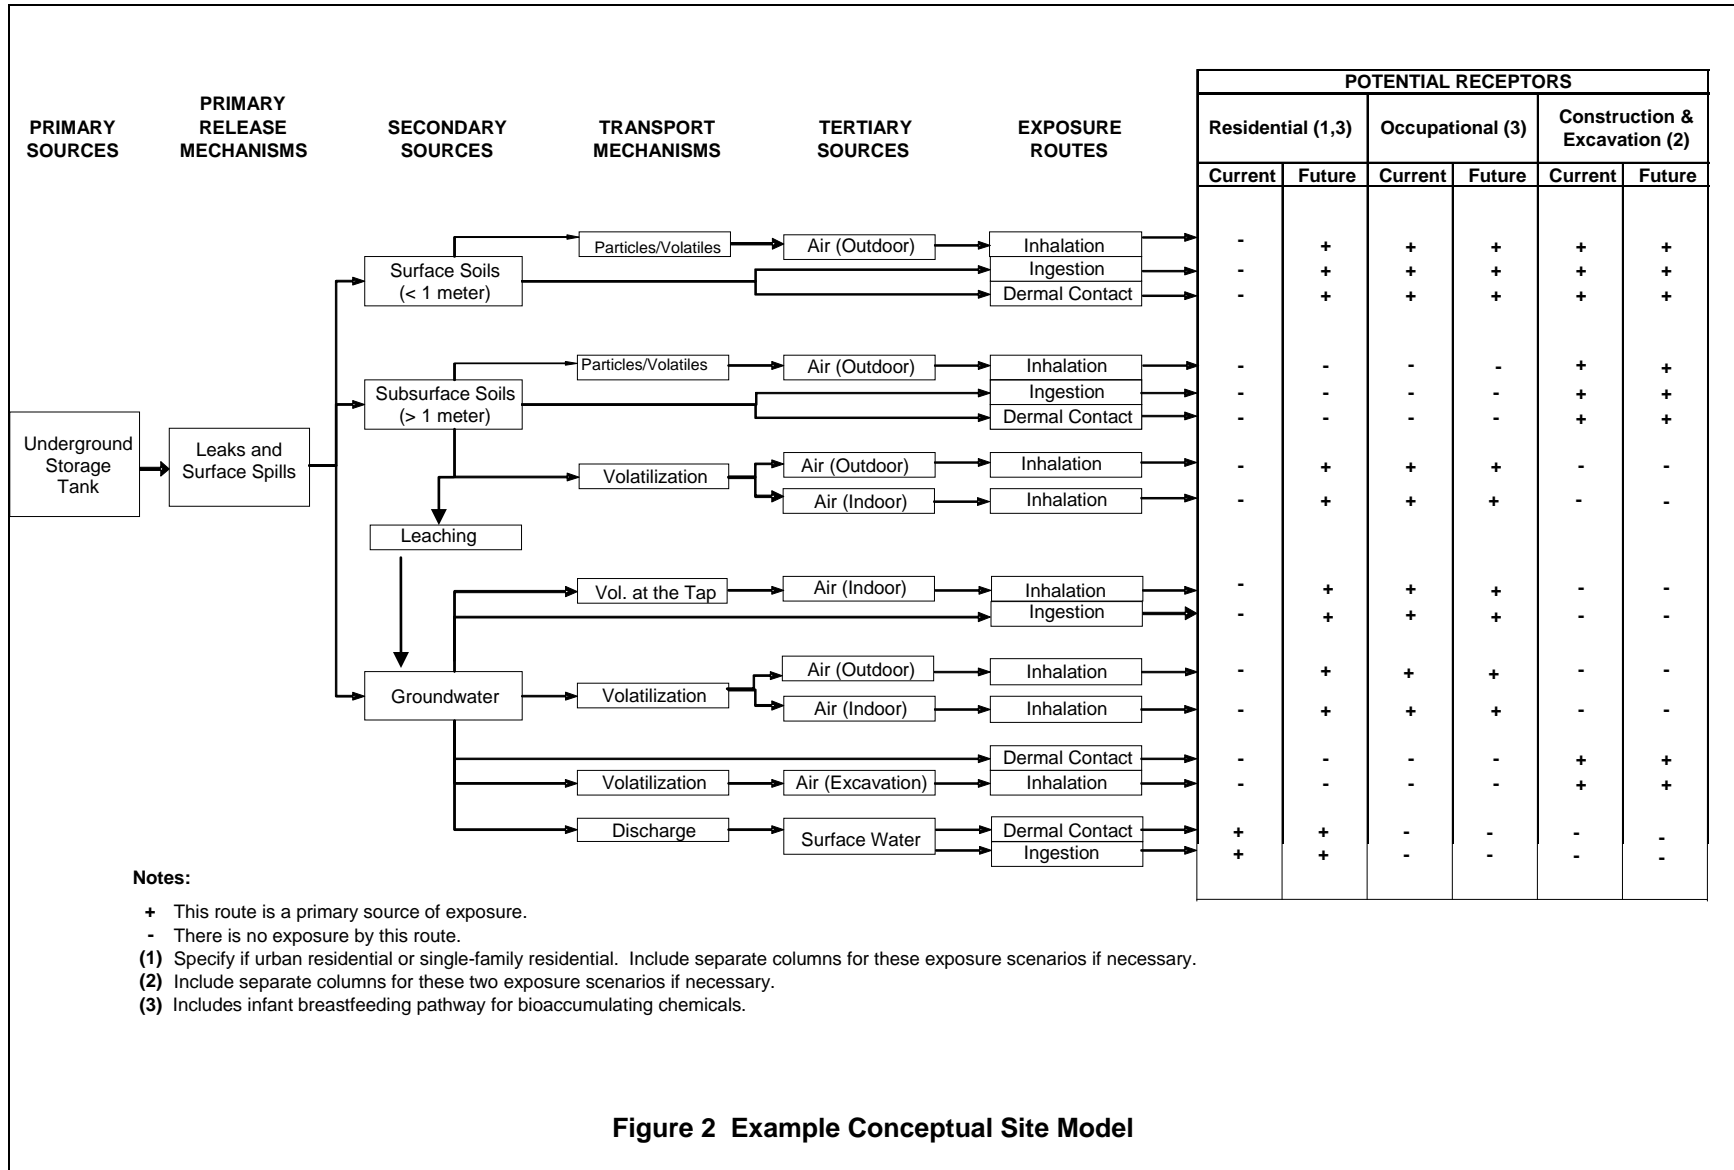 POTENTIAL RECEPTORS
PRIMARY
SOURCES
PRIMARY
RELEASE
MECHANISMS
SECONDARY
SOURCES
TRANSPORT
MECHANISMS
TERTIARY
SOURCES
EXPOSURE
ROUTES
Residential (1,3)
Occupational (3)
Construction &
Excavation (2)
Current Future Current Future Current Future
Particles/Volatiles Air (Outdoor) Inhalation - + + + + +
Surface Soils
(< 1 meter)
Ingestion - + + + + +
Dermal Contact - + + + + +
Particles/Volatiles Air (Outdoor) Inhalation - - - - + +
Subsurface Soils
(> 1 meter)
Ingestion - - - - + +
Dermal Contact - - - - + +
Underground
Storage
Tank
Leaks and
Surface Spills
Volatilization
Air (Outdoor) Inhalation - + + + - -
Air (Indoor) Inhalation - + + + - -
Leaching
Vol. at the Tap Air (Indoor) Inhalation - + + + - -
Ingestion - + + + - -
Groundwater
Volatilization
Air (Outdoor) Inhalation - + + + - -
Air (Indoor) Inhalation - + + + - -
Dermal Contact - - - - + +
Volatilization Air (Excavation) Inhalation - - - - + +
Discharge Surface Water
Dermal Contact + + - - - -
Ingestion + + - - - -
Notes:
+ This route is a primary source of exposure.
- There is no exposure by this route.
(1) Specify if urban residential or single-family residential. Include separate columns for these exposure scenarios if necessary.
(2) Include separate columns for these two exposure scenarios if necessary.
(3) Includes infant breastfeeding pathway for bioaccumulating chemicals.
Figure 2 Example Conceptual Site Model